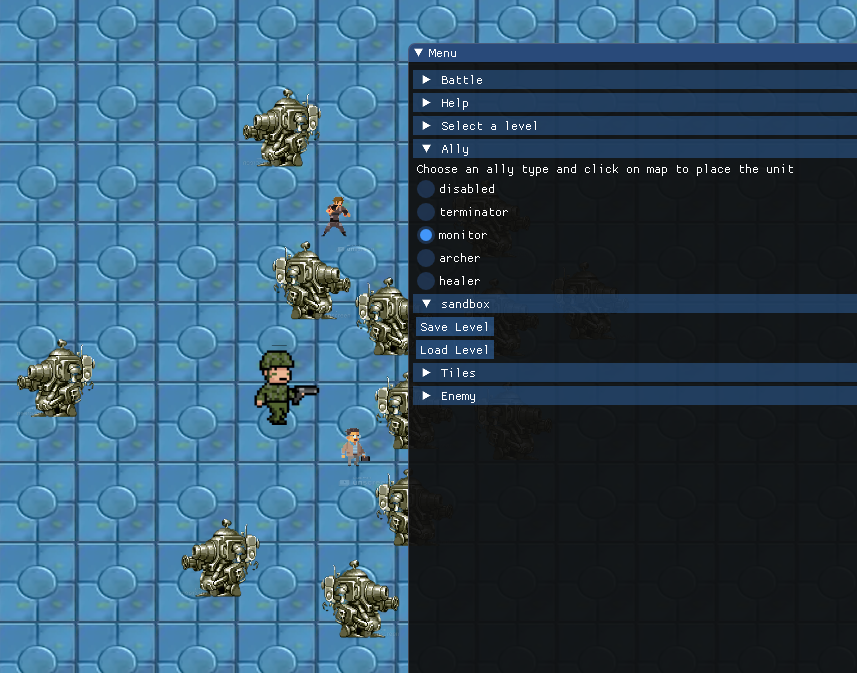 Menu
Battle
Help
Select a level
Ally
Choose an ally type and click on map to place the unit
disabled
terminator
monitor
archer
healer
sandbox
Save Level
Load Level
Tiles
Enemy